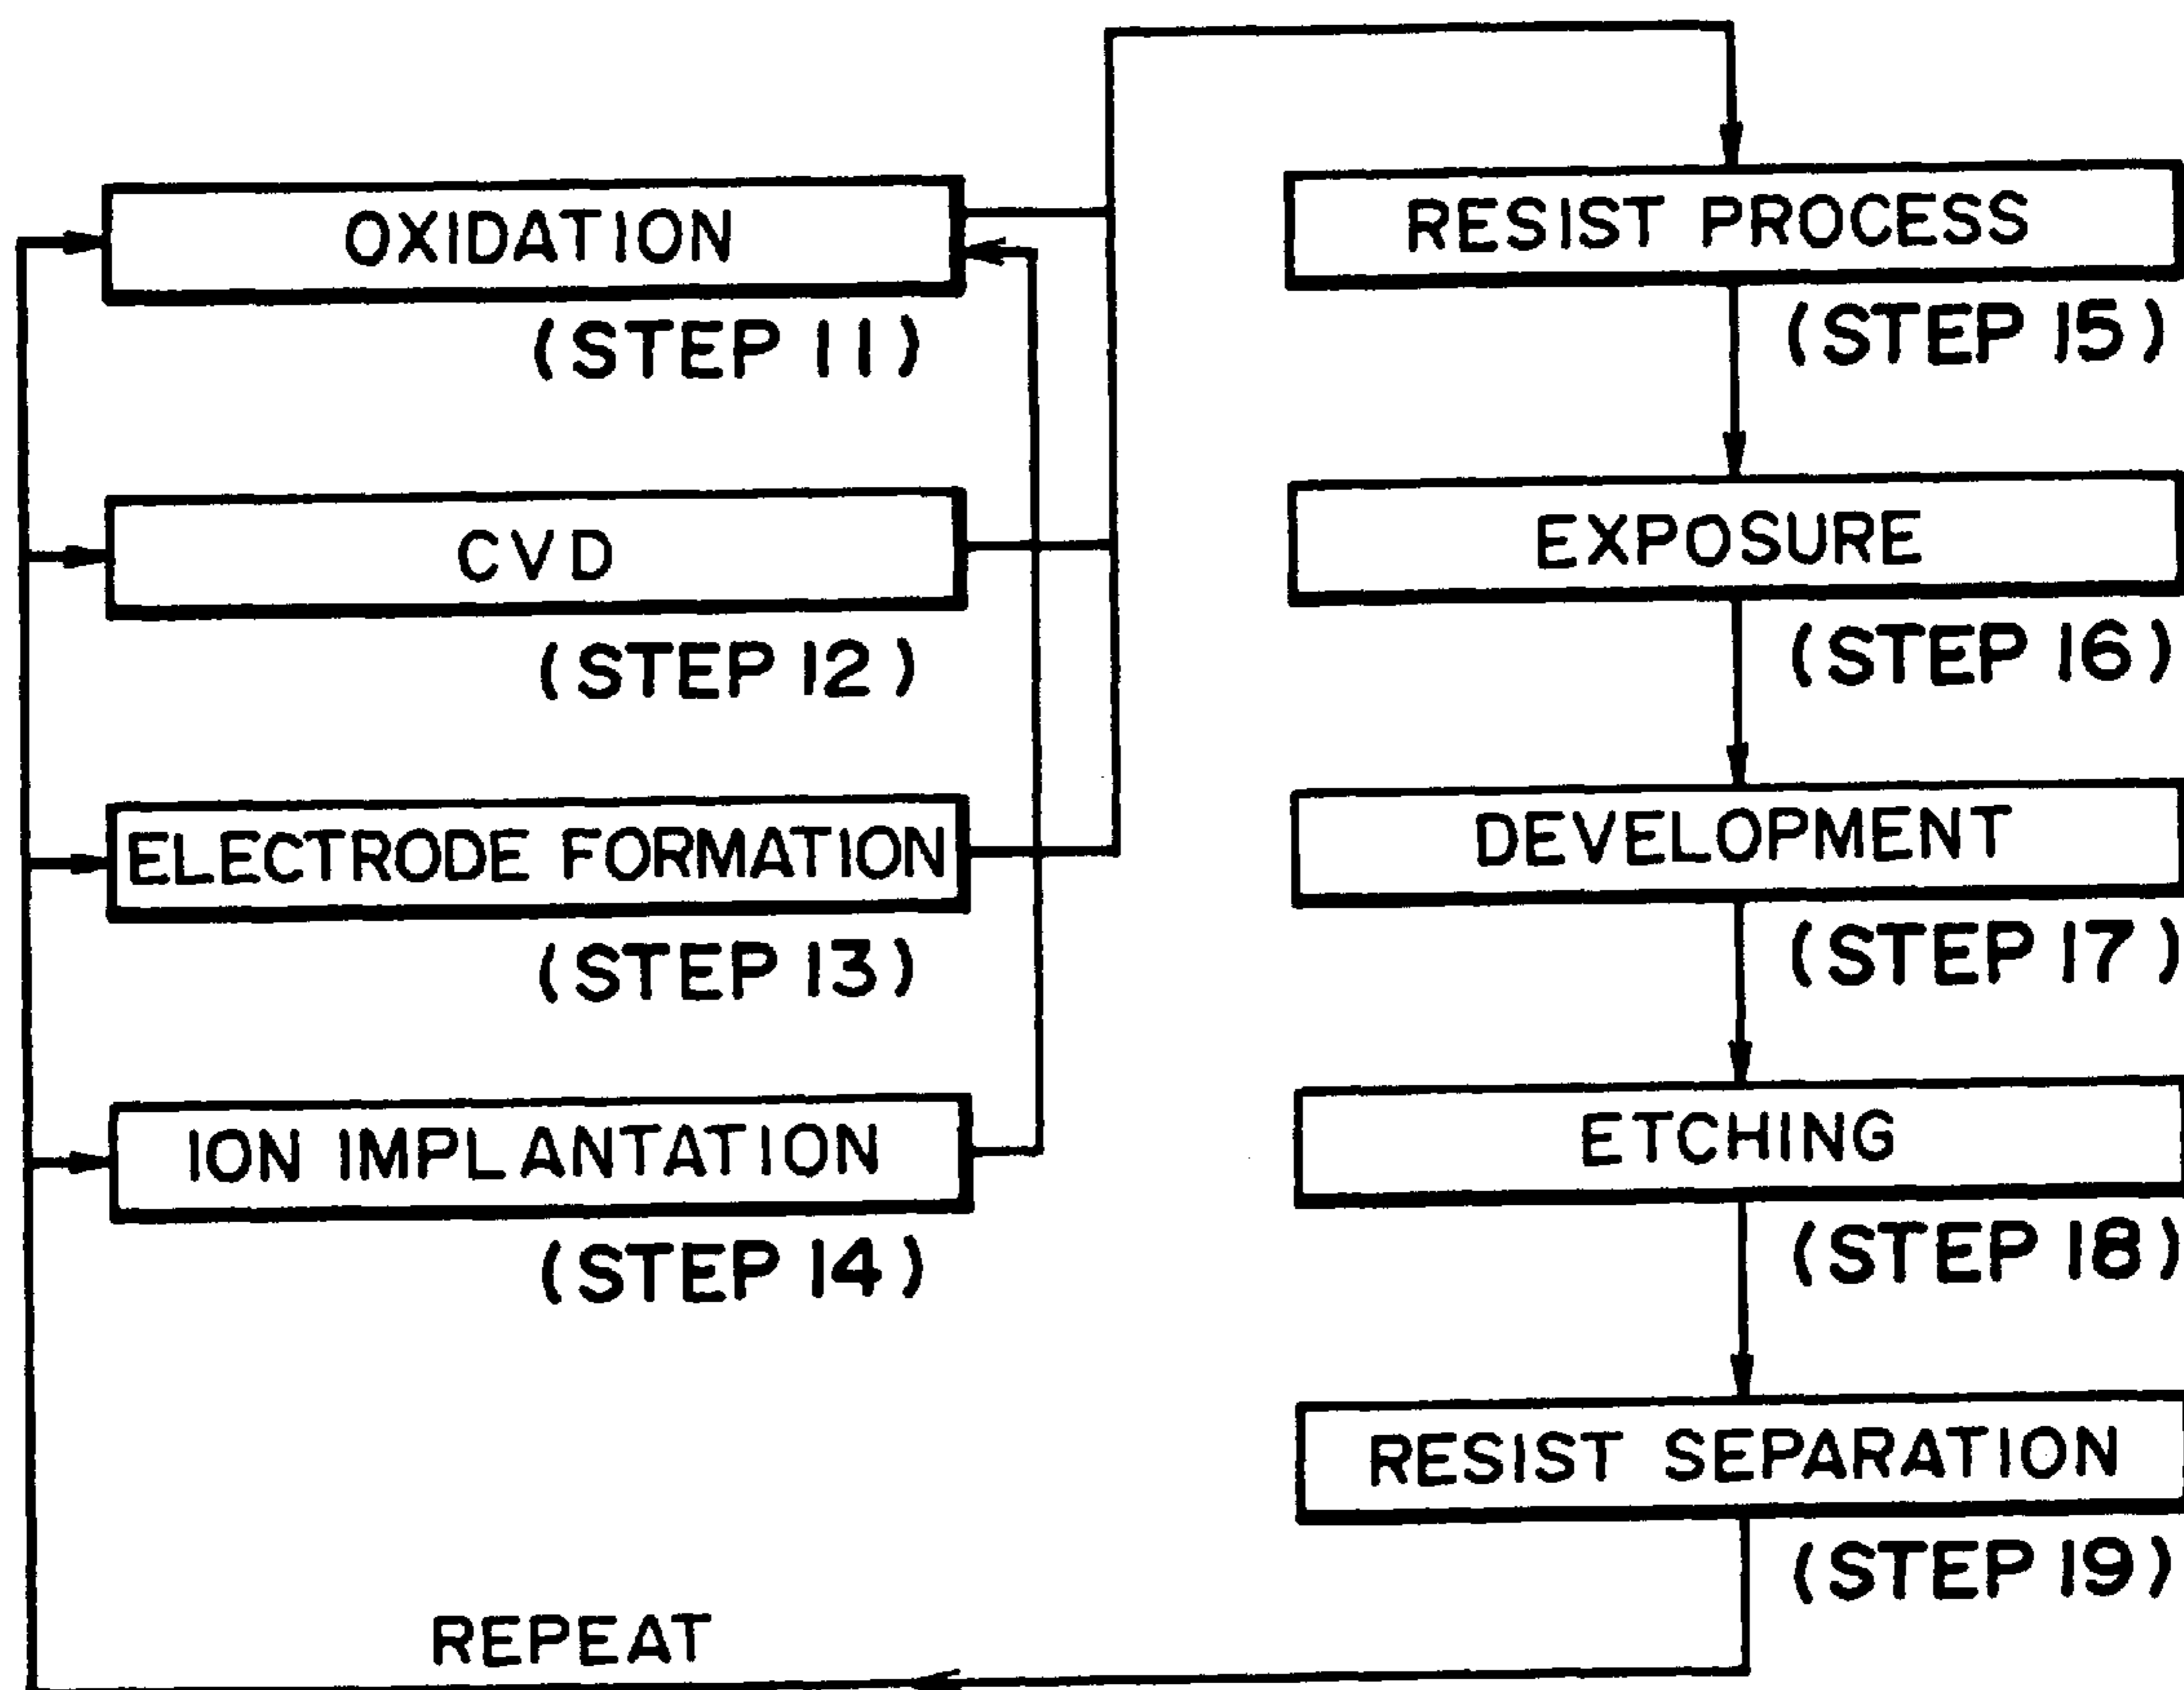 OXIDATION
(STEP 11)
CVD
(STEP 12)
ELECTRODE FORMATION
(STEP 13)
ION IMPLANTATION
(STEP 14)
RESIST PROCESS
(STEP 15)
EXPOSURE
(STEP 16)
DEVELOPMENT
(STEP 17)
ETCHING
(STEP 18)
RESIST SEPARATION
(STEP 19)
REPEAT